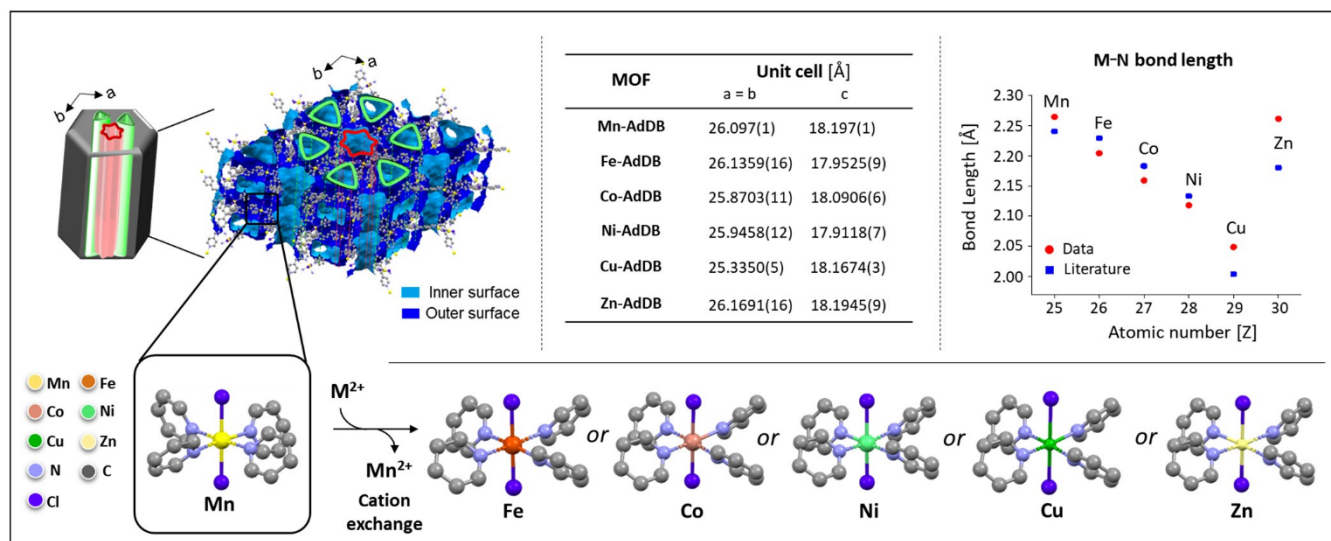 b
a
b
a
Inner surface
Outer surface
MOF
Unit cell [Å]
a = b
c
Mn-AdDB 26.097(1) 18.197(1)
Fe-AdDB 26.1359(16) 17.9525(9)
Co-AdDB 25.8703(11) 18.0906(6)
Ni-AdDB 25.9458(12) 17.9118(7)
Cu-AdDB 25.3350(5) 18.1674(3)
Zn-AdDB 26.1691(16) 18.1945(9)
M–N bond length
Bond Length [Å]
2.30
2.25
2.20
2.15
2.10
2.05
2.00
Mn
Fe
Co
Ni
Cu
Zn
Data
Literature
25 26 27 28 29 30
Atomic number [Z]
Mn Fe
Co Ni
Cu Zn
N C
Cl
Mn
M2+
Mn2+
Cation
exchange
or or or or
Fe Co Ni Cu Zn